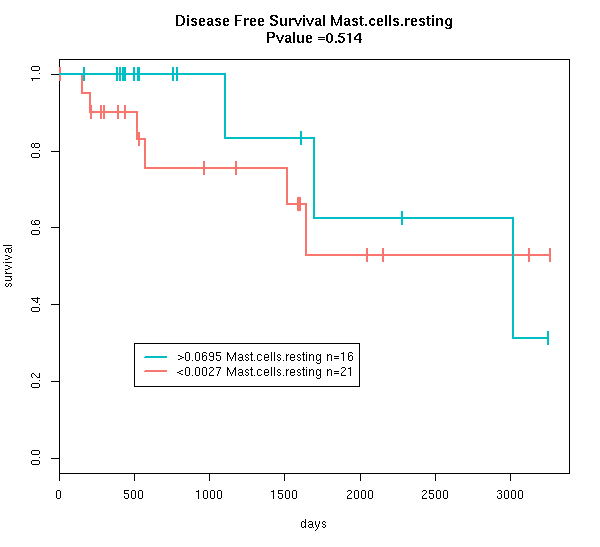 Disease Free Survival Mast.cells.resting
Pvalue =0.514
survival
1.0
0.8
0.6
0.4
0.2
0.0
>0.0695 Mast.cells.resting n=16
<0.0027 Mast.cells.resting n=21
0 500 1000 1500 2000 2500 3000
days